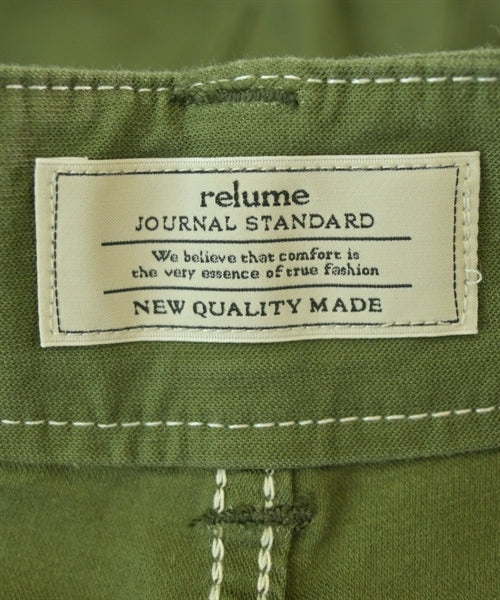 relume
JOURNAL STANDARD
We believe that comfort is
the very essence of true fashion
NEW QUALITY MADE